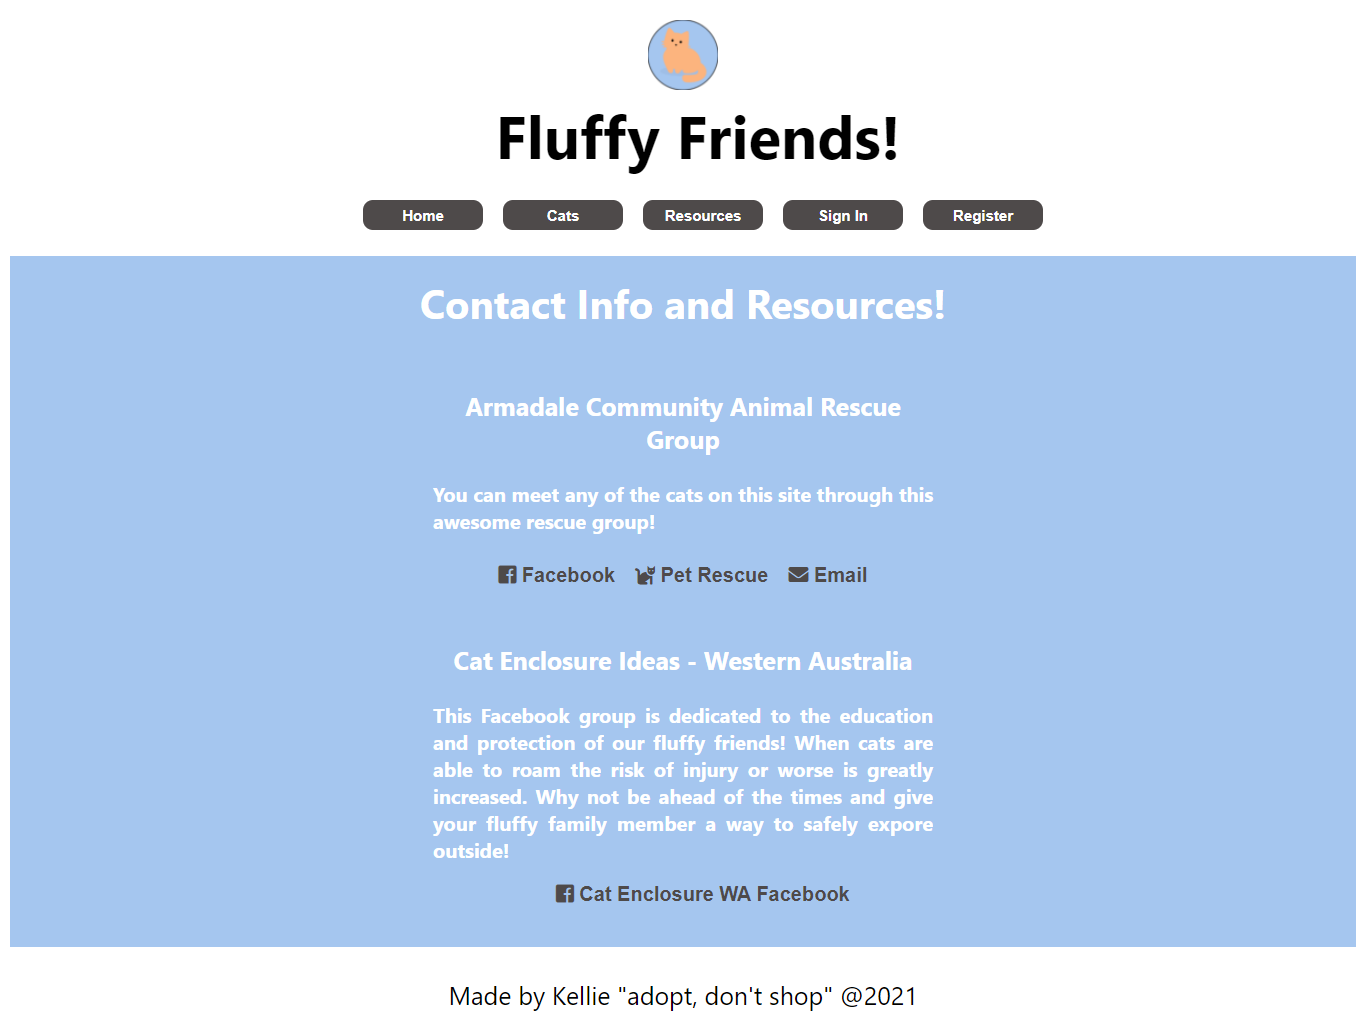 Fluffy Friends!
Home Cats Resources Sign In Register
Contact Info and Resources!
Armadale Community Animal Rescue
Group
You can meet any of the cats on this site through this
awesome rescue group!
Facebook Pet Rescue Email
Cat Enclosure Ideas - Western Australia
This Facebook group is dedicated to the education
and protection of our fluffy friends! When cats are
able to roam the risk of injury or worse is greatly
increased. Why not be ahead of the times and give
your fluffy family member a way to safely expore
outside!
Cat Enclosure WA Facebook
Made by Kellie "adopt, don't shop" @2021